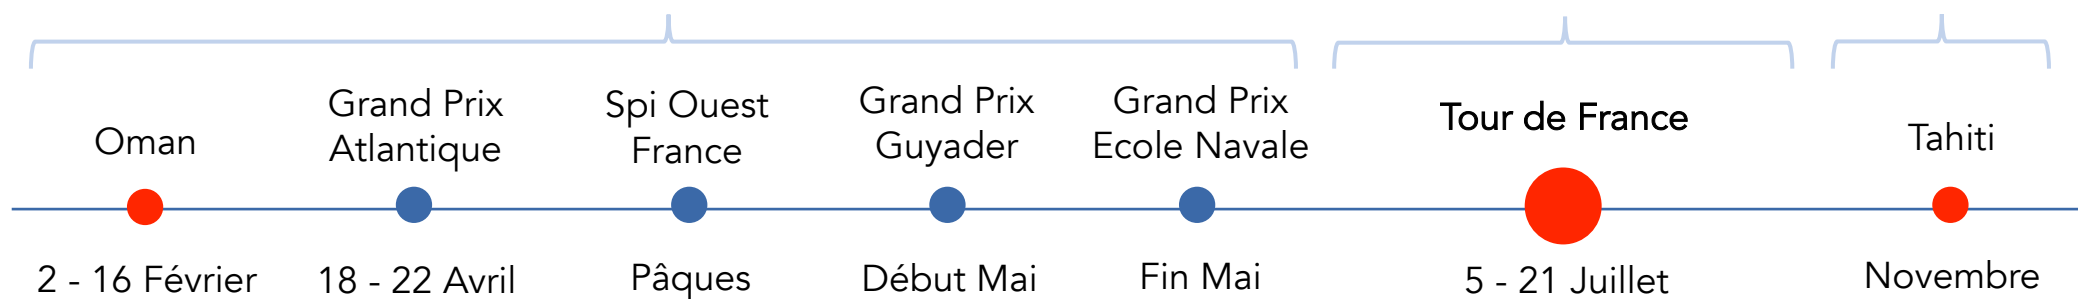 Oman
Grand Prix
Atlantique
Spi Ouest
France
Grand Prix
Guyader
Grand Prix
Ecole Navale
Tour de France
Tahiti
2 - 16 Février
18 - 22 Avril
Pâques
Début Mai
Fin Mai
5 - 21 Juillet
Novembre